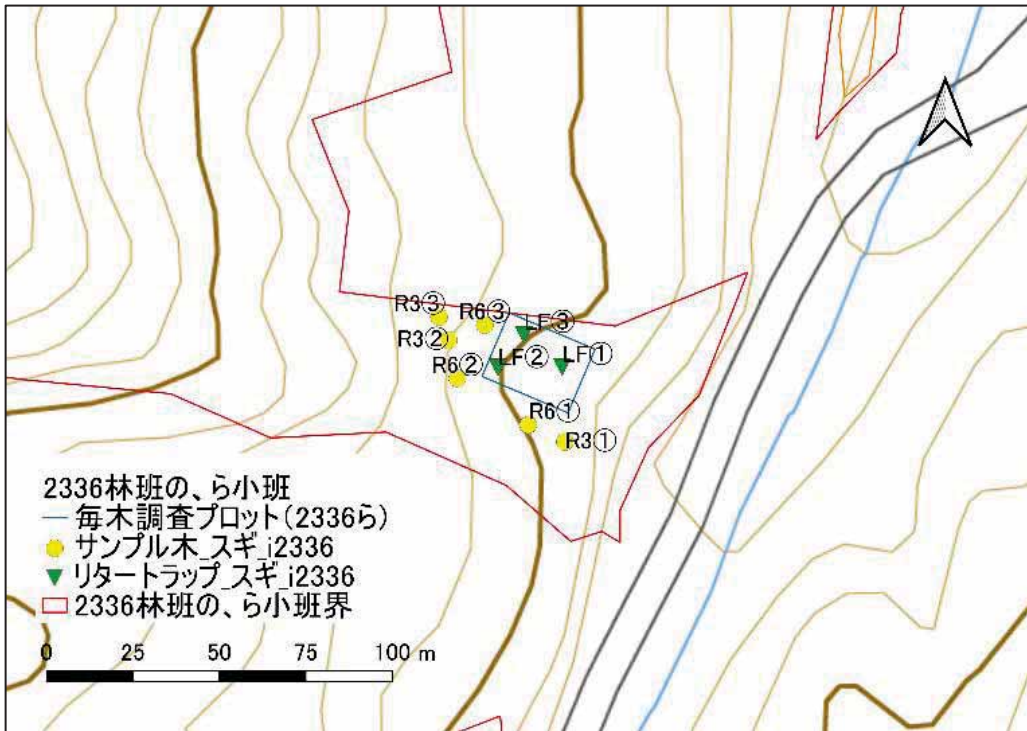 R3③
R6③
LF③
R3②
LF②
LF①
R6②
R6①
R3①
2336林班の、ら小班
毎木調査プロット(2336ら)
サンプル木_スギ_i2336
リタートラップ_スギ_i2336
2336林班の、ら小班界
0 25 50 75 100 m